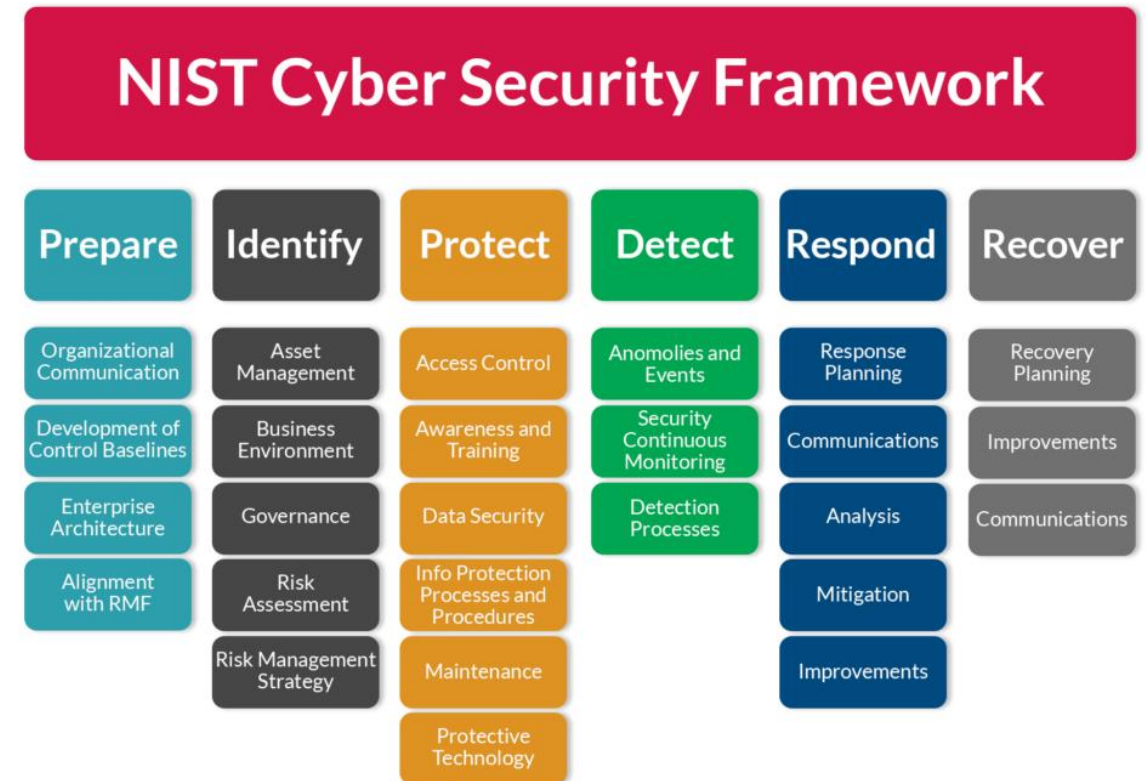 NIST Cyber Security Framework
Prepare
Identify
Protect
Detect
Respond
Recover
Organizational
Communication
Development of
Control Baselines
Enterprise
Architecture
Alignment
with RMF
Asset
Management
Business
Environment
Governance
Risk
Assessment
Risk Management
Strategy
Access Control
Awareness and
Training
Data Security
Info Protection
Processes and
Procedures
Maintenance
Protective
Technology
Anomolies and
Events
Security
Continuous
Monitoring
Detection
Processes
Response
Planning
Communications
Analysis
Mitigation
Improvements
Recovery
Planning
Improvements
Communications